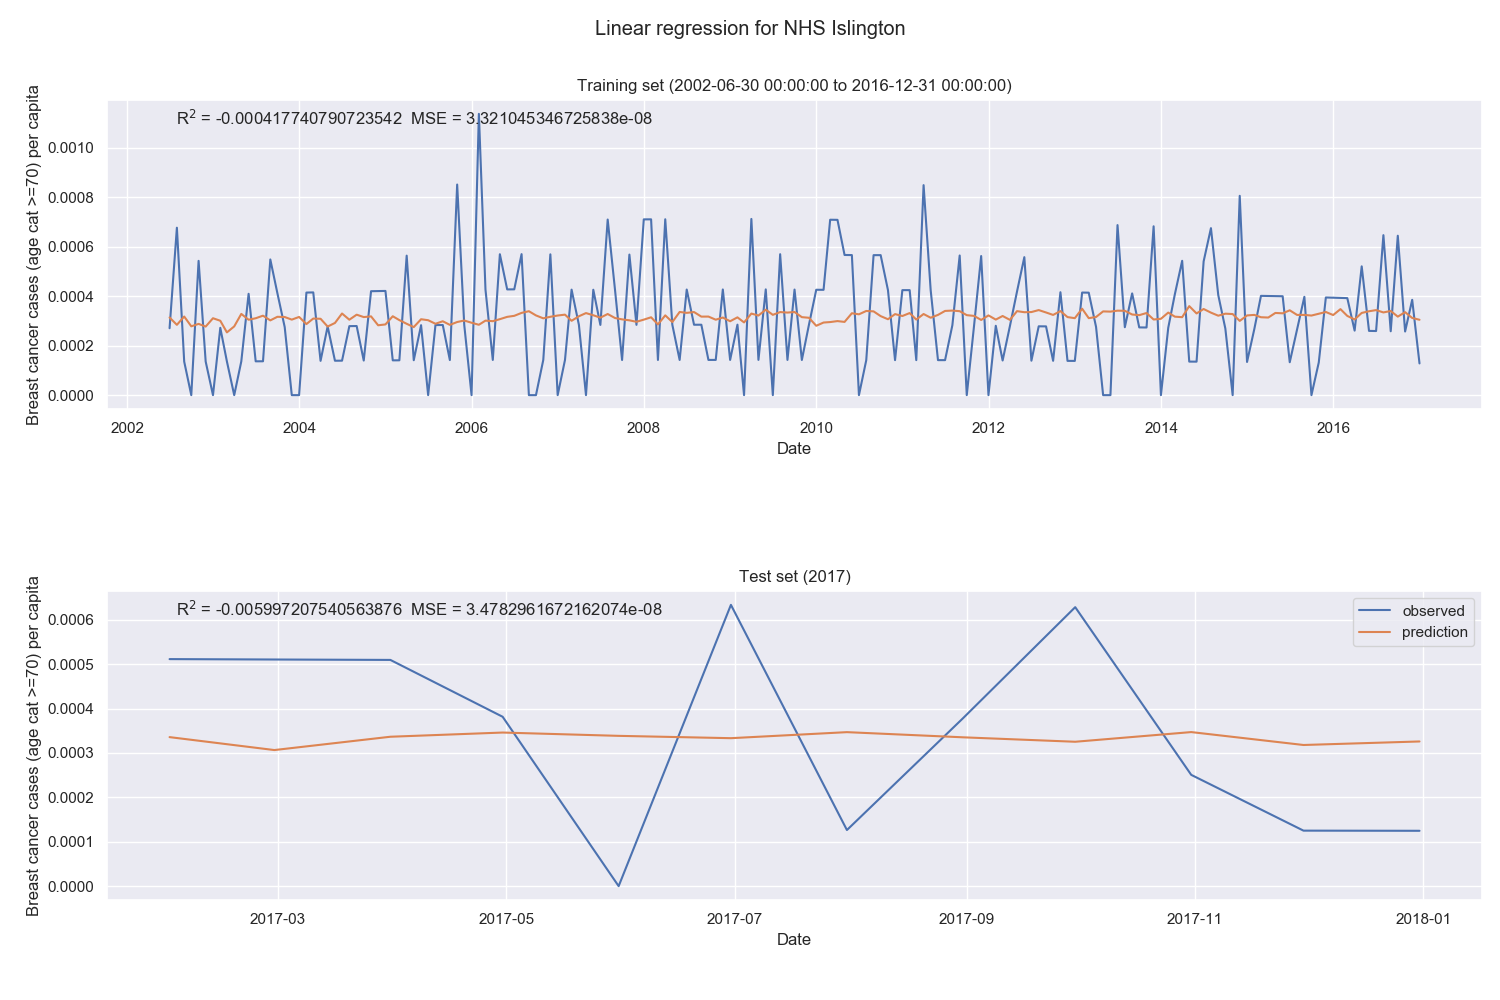 Linear regression for NHS Islington
Training set (2002-06-30 00:00:00 to 2016-12-31 00:00:00)
R² = -0.000417740790723542 MSE = 3.321045346725838e-08
Breast cancer cases (age cat >=70) per capita
0.0010
0.0008
0.0006
0.0004
0.0002
0.0000
2002 2004 2006 2008 2010 2012 2014 2016
Date
Test set (2017)
R² = -0.005997207540563876 MSE = 3.4782961672162074e-08
observed
prediction
Breast cancer cases (age cat >=70) per capita
0.0006
0.0005
0.0004
0.0003
0.0002
0.0001
0.0000
2017-03 2017-05 2017-07 2017-09 2017-11 2018-01
Date